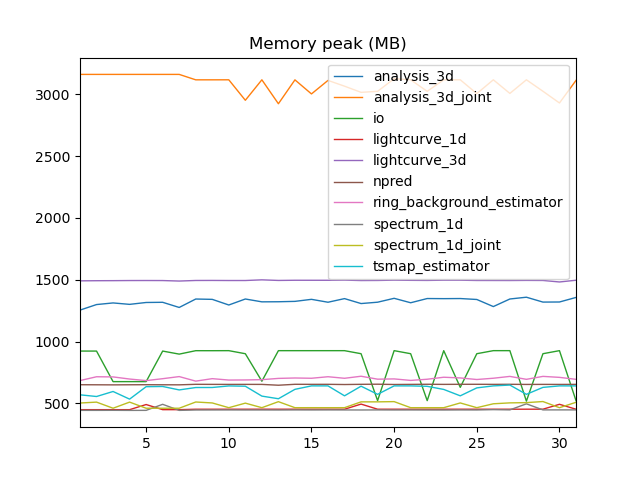 Memory peak (MB)
analysis_3d
analysis_3d_joint
io
lightcurve_1d
lightcurve_3d
npred
ring_background_estimator
spectrum_1d
spectrum_1d_joint
tsmap_estimator
3000
2500
2000
1500
1000
500
5 10 15 20 25 30